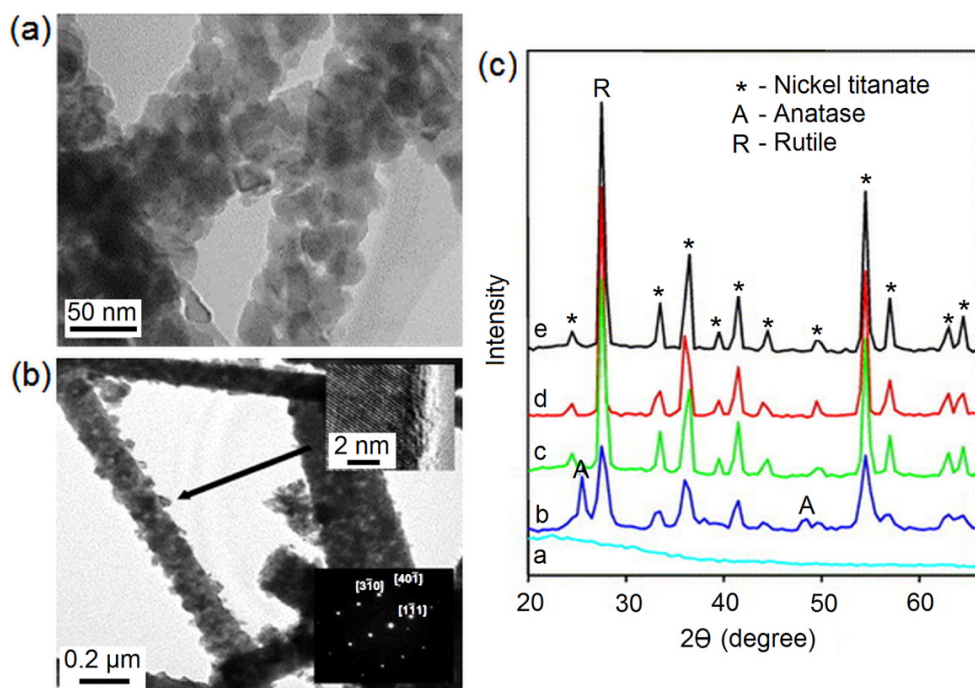 (a)
50 nm
(b)
2 nm
[401̄]
[31̄0]
[11̄1]
0.2 µm
(c)
* - Nickel titanate
A - Anatase
R - Rutile
R
*
*
*
*
*
*
*
*
*
*
*
e
d
c
A
A
b
a
Intensity
20 30 40 50 60
2Θ (degree)